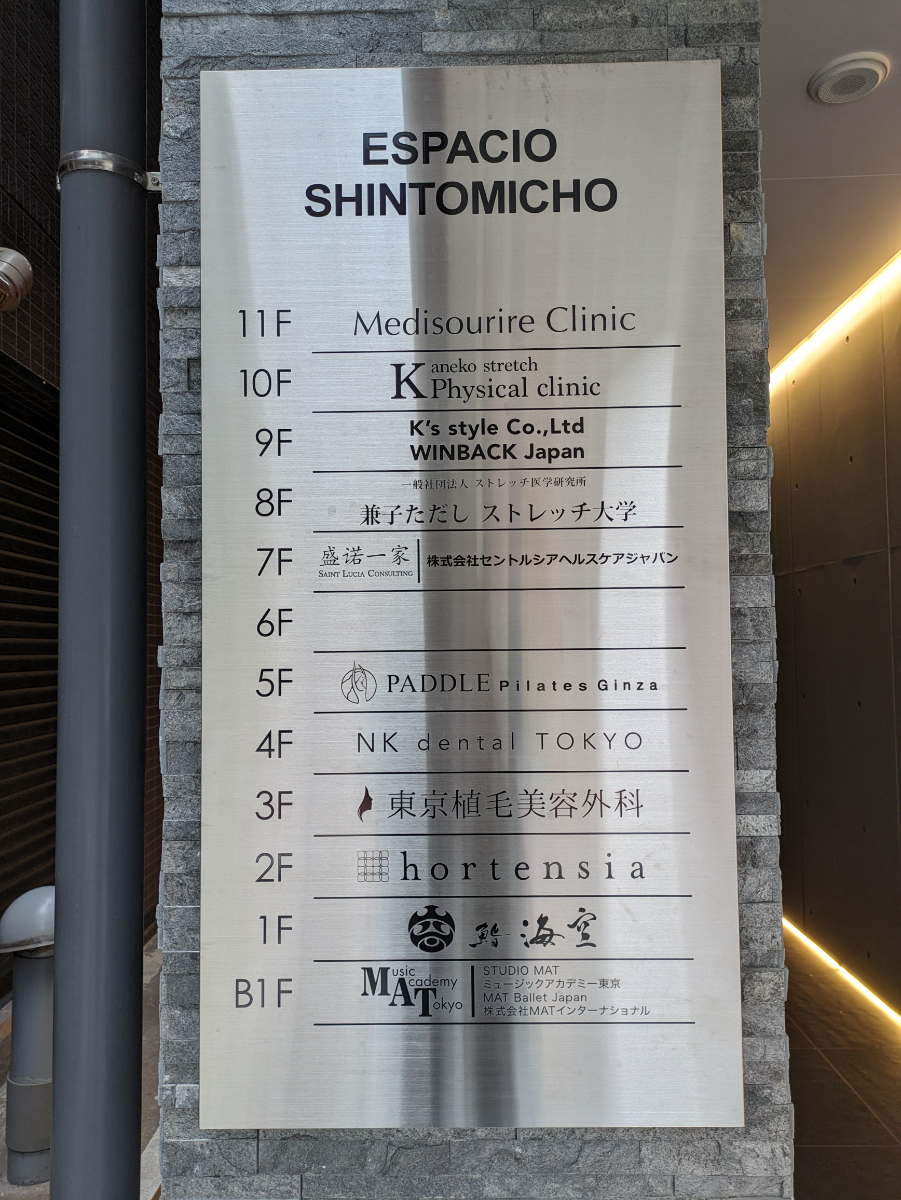 ESPACIO
SHINTOMICHO
11F Medisourire Clinic
10F Kaneko stretch
Physical clinic
9F K's style Co.,Ltd
WINBACK Japan
一般社団法人 ストレッチ医学研究所
8F 兼子ただし ストレッチ大学
7F 盛诺一家 株式会社セントルシアヘルスケアジャパン
SAINT LUCIA CONSULTING
6F
5F PADDLE Pilates Ginza
4F NK dental TOKYO
3F 東京植毛美容外科
2F hortensia
1F 鮨 海空
B1F Music Academy Tokyo
STUDIO MAT
ミュージックアカデミー東京
MAT Ballet Japan
株式会社MATインターナショナル